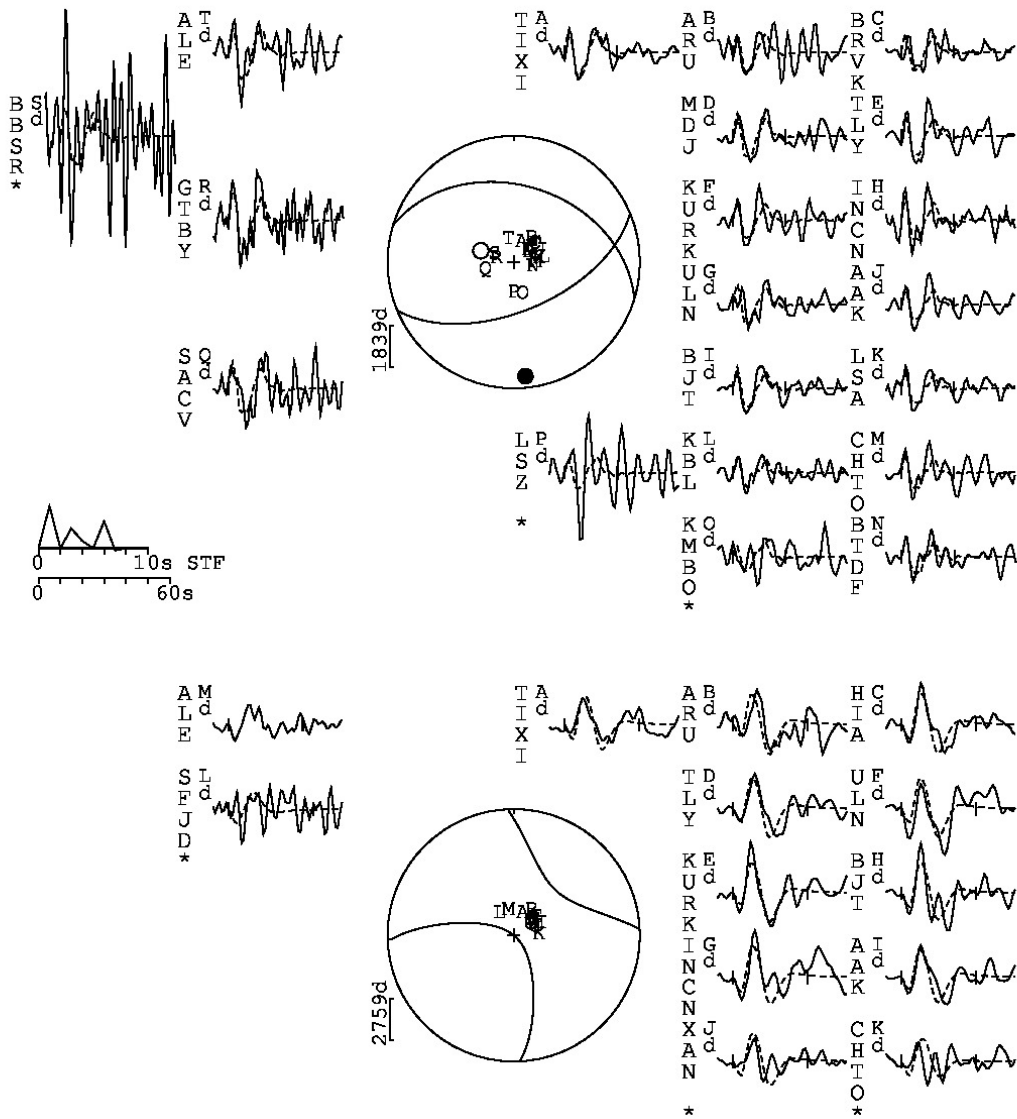 ALE T d
TIXI A d
ARU B d
BRVK C d
BBSR* S d
MDJ D d
TLY E d
GTBY R d
KURK F d
INCN H d
ULN G d
AAK J d
1839d
SACV Q d
BJT I d
LSA K d
LSZ * P d
KBL L d
CHTO M d
KMBO* O d
BTDF N d
0 10s STF
0 60s
ALE M d
TIXI A d
ARU B d
HIA C d
SFJD* L d
TLY D d
ULN F d
KURK E d
BJT H d
INCN G d
AAK I d
2759d
XAN * J d
CHTO* K d
T A
R
Q
N
P O
I M A
K